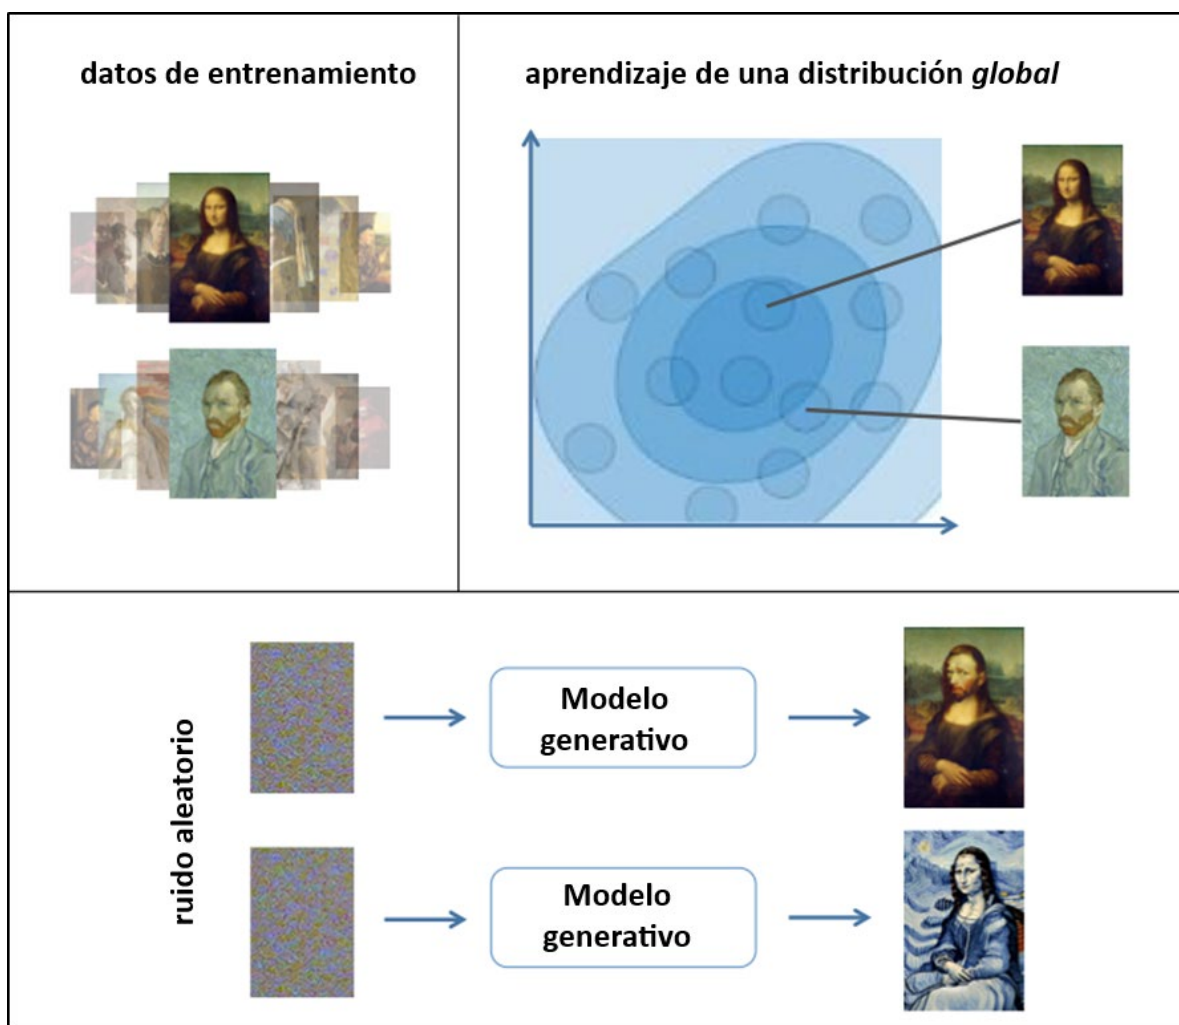 datos de entrenamiento
aprendizaje de una distribución global
ruido aleatorio
Modelo
generativo
Modelo
generativo